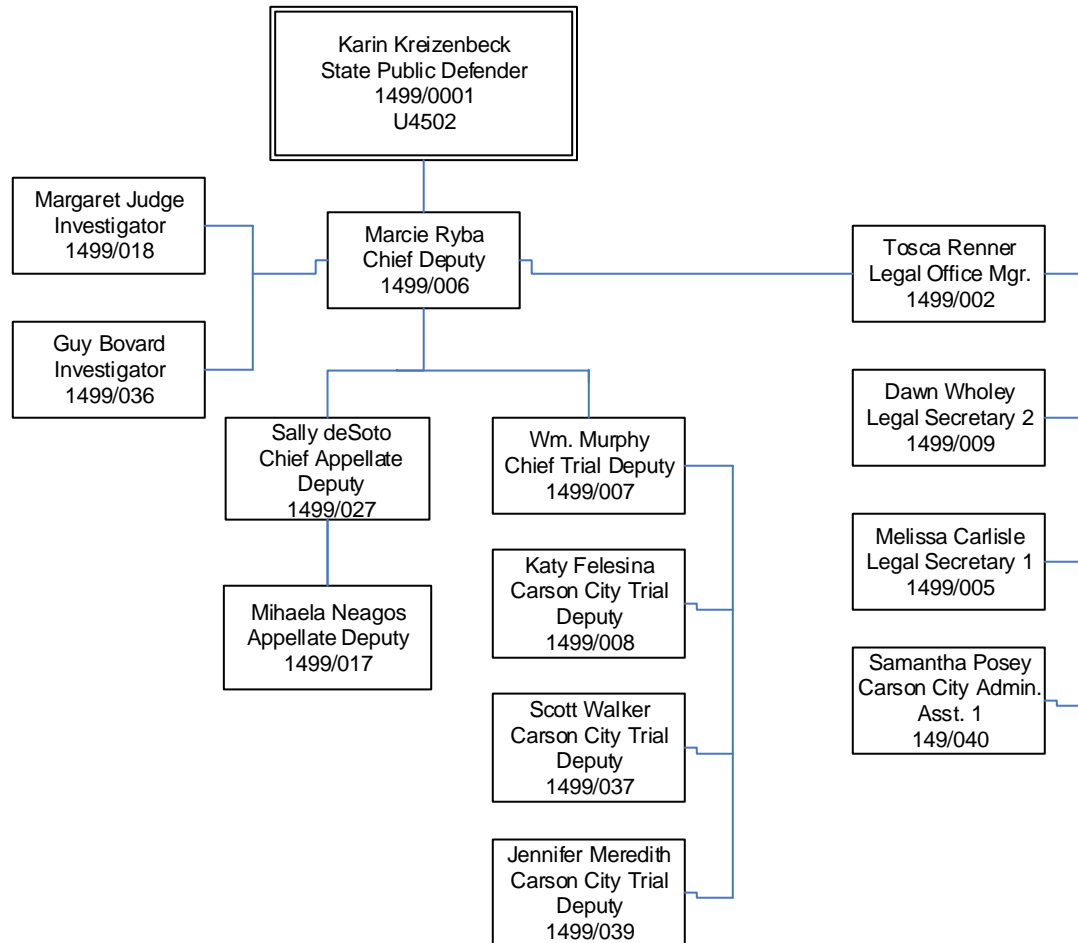 Karin Kreizenbeck
State Public Defender
1499/0001
U4502
Margaret Judge
Investigator
1499/018
Marcie Ryba
Chief Deputy
1499/006
Tosca Renner
Legal Office Mgr.
1499/002
Guy Bovard
Investigator
1499/036
Dawn Wholey
Legal Secretary 2
1499/009
Sally deSoto
Chief Appellate
Deputy
1499/027
Wm. Murphy
Chief Trial Deputy
1499/007
Melissa Carlisle
Legal Secretary 1
1499/005
Katy Felesina
Carson City Trial
Deputy
1499/008
Mihaela Neagos
Appellate Deputy
1499/017
Samantha Posey
Carson City Admin.
Asst. 1
149/040
Scott Walker
Carson City Trial
Deputy
1499/037
Jennifer Meredith
Carson City Trial
Deputy
1499/039